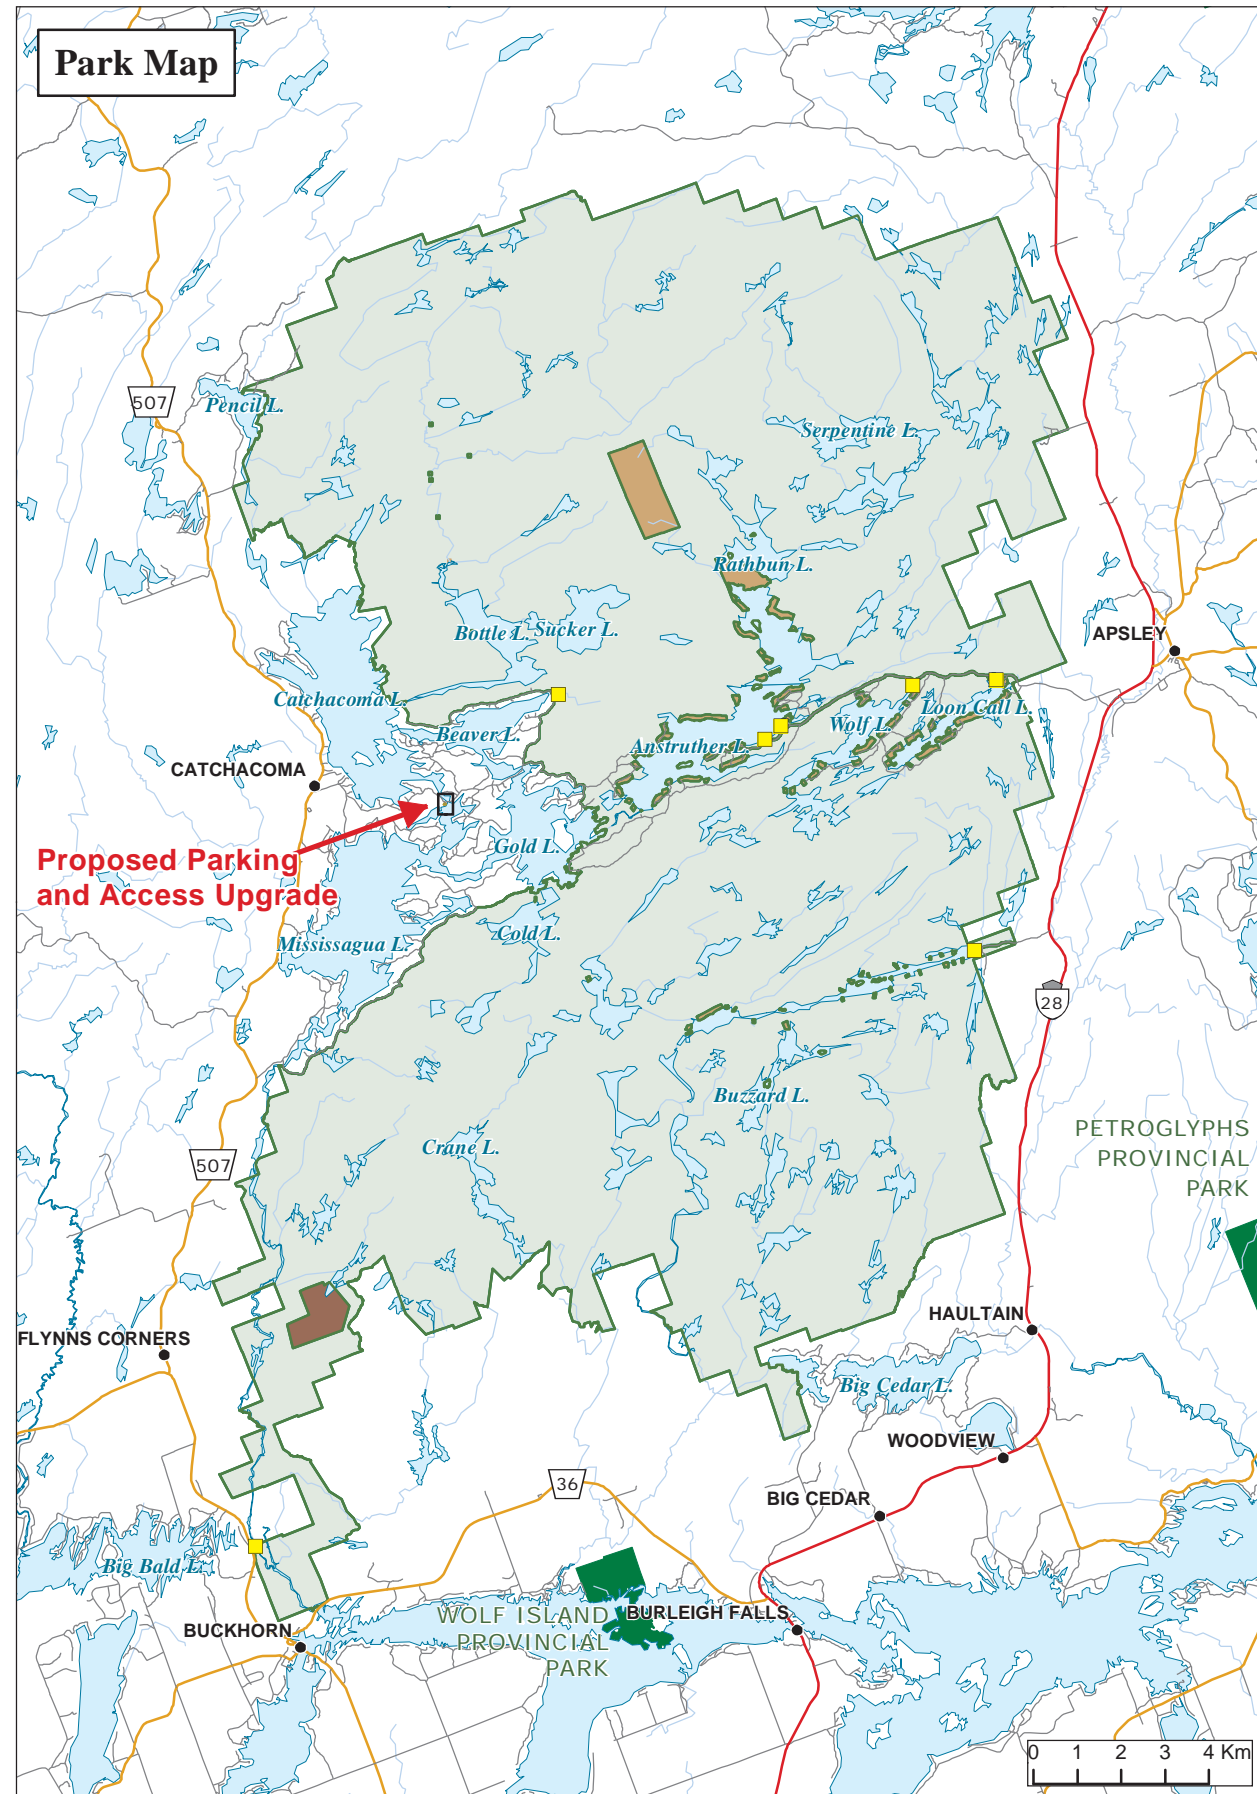 Park Map
507
Pencil L.
Serpentine L.
Rathbun L.
Bottle L.
Sucker L.
APSLEY
Catchacoma L.
Loon Call L.
Wolf L.
Beaver L.
Anstruther L.
CATCHACOMA
Gold L.
Proposed Parking
and Access Upgrade
Cold L.
Mississagua L.
28
Buzzard L.
PETROGLYPHS
PROVINCIAL
PARK
Crane L.
507
HAULTAIN
FLYNNS CORNERS
Big Cedar L.
WOODVIEW
36
BIG CEDAR
Big Bald L.
WOLF ISLAND
PROVINCIAL
PARK
BURLEIGH FALLS
BUCKHORN
0 1 2 3 4 Km